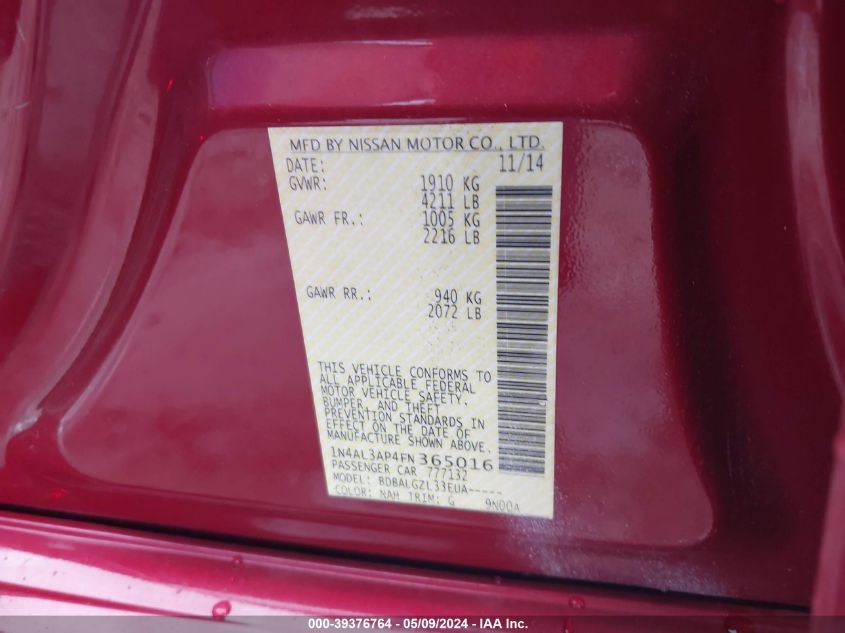 MFD BY NISSAN MOTOR CO., LTD.
DATE: 11/14
GVWR: 1910 KG
4211 LB
GAWR FR.: 1005 KG
2216 LB
GAWR RR.: 940 KG
2072 LB
THIS VEHICLE CONFORMS TO
ALL APPLICABLE FEDERAL
MOTOR VEHICLE SAFETY,
BUMPER, AND THEFT
PREVENTION STANDARDS IN
EFFECT ON THE DATE OF
MANUFACTURE SHOWN ABOVE.
1N4AL3AP4FN365016
PASSENGER CAR 777132
MODEL: BDBALGZL33EUA-----
COLOR: NAH TRIM: G 9N00A
000-39376764 - 05/09/2024 - IAA Inc.